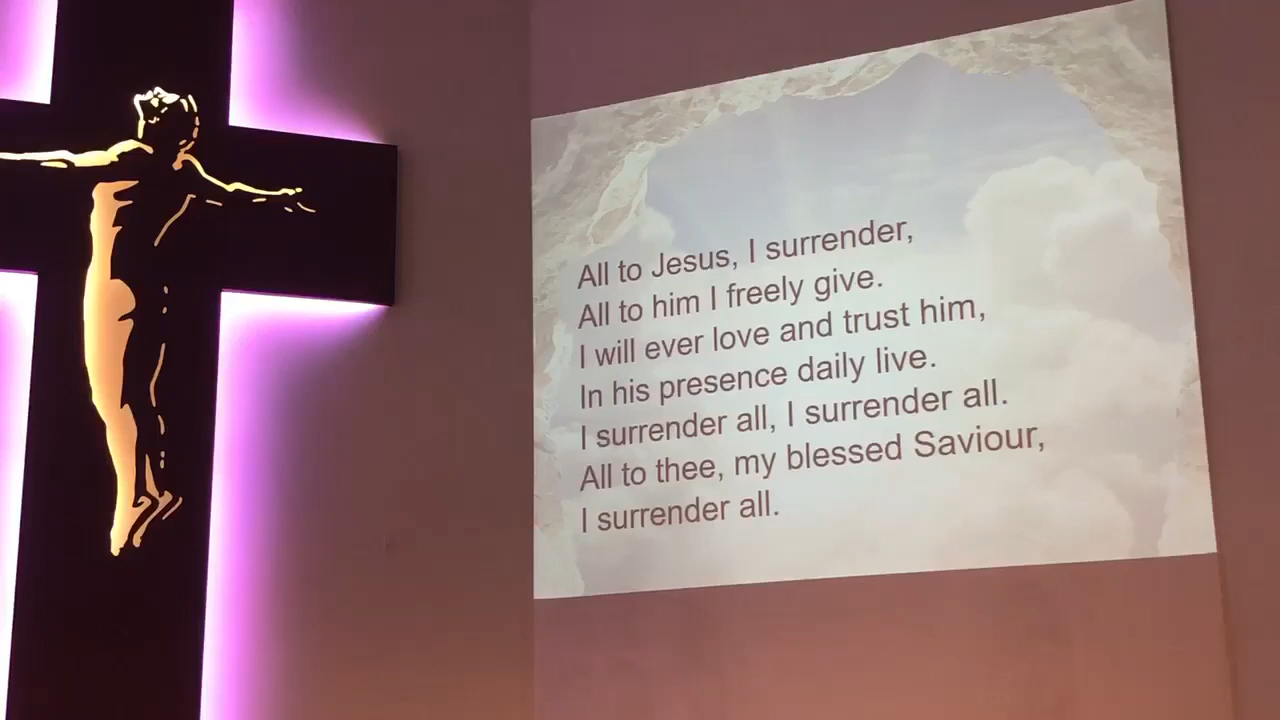 All to Jesus, I surrender,
All to him I freely give.
I will ever love and trust him,
In his presence daily live.
I surrender all, I surrender all.
All to thee, my blessed Saviour,
I surrender all.